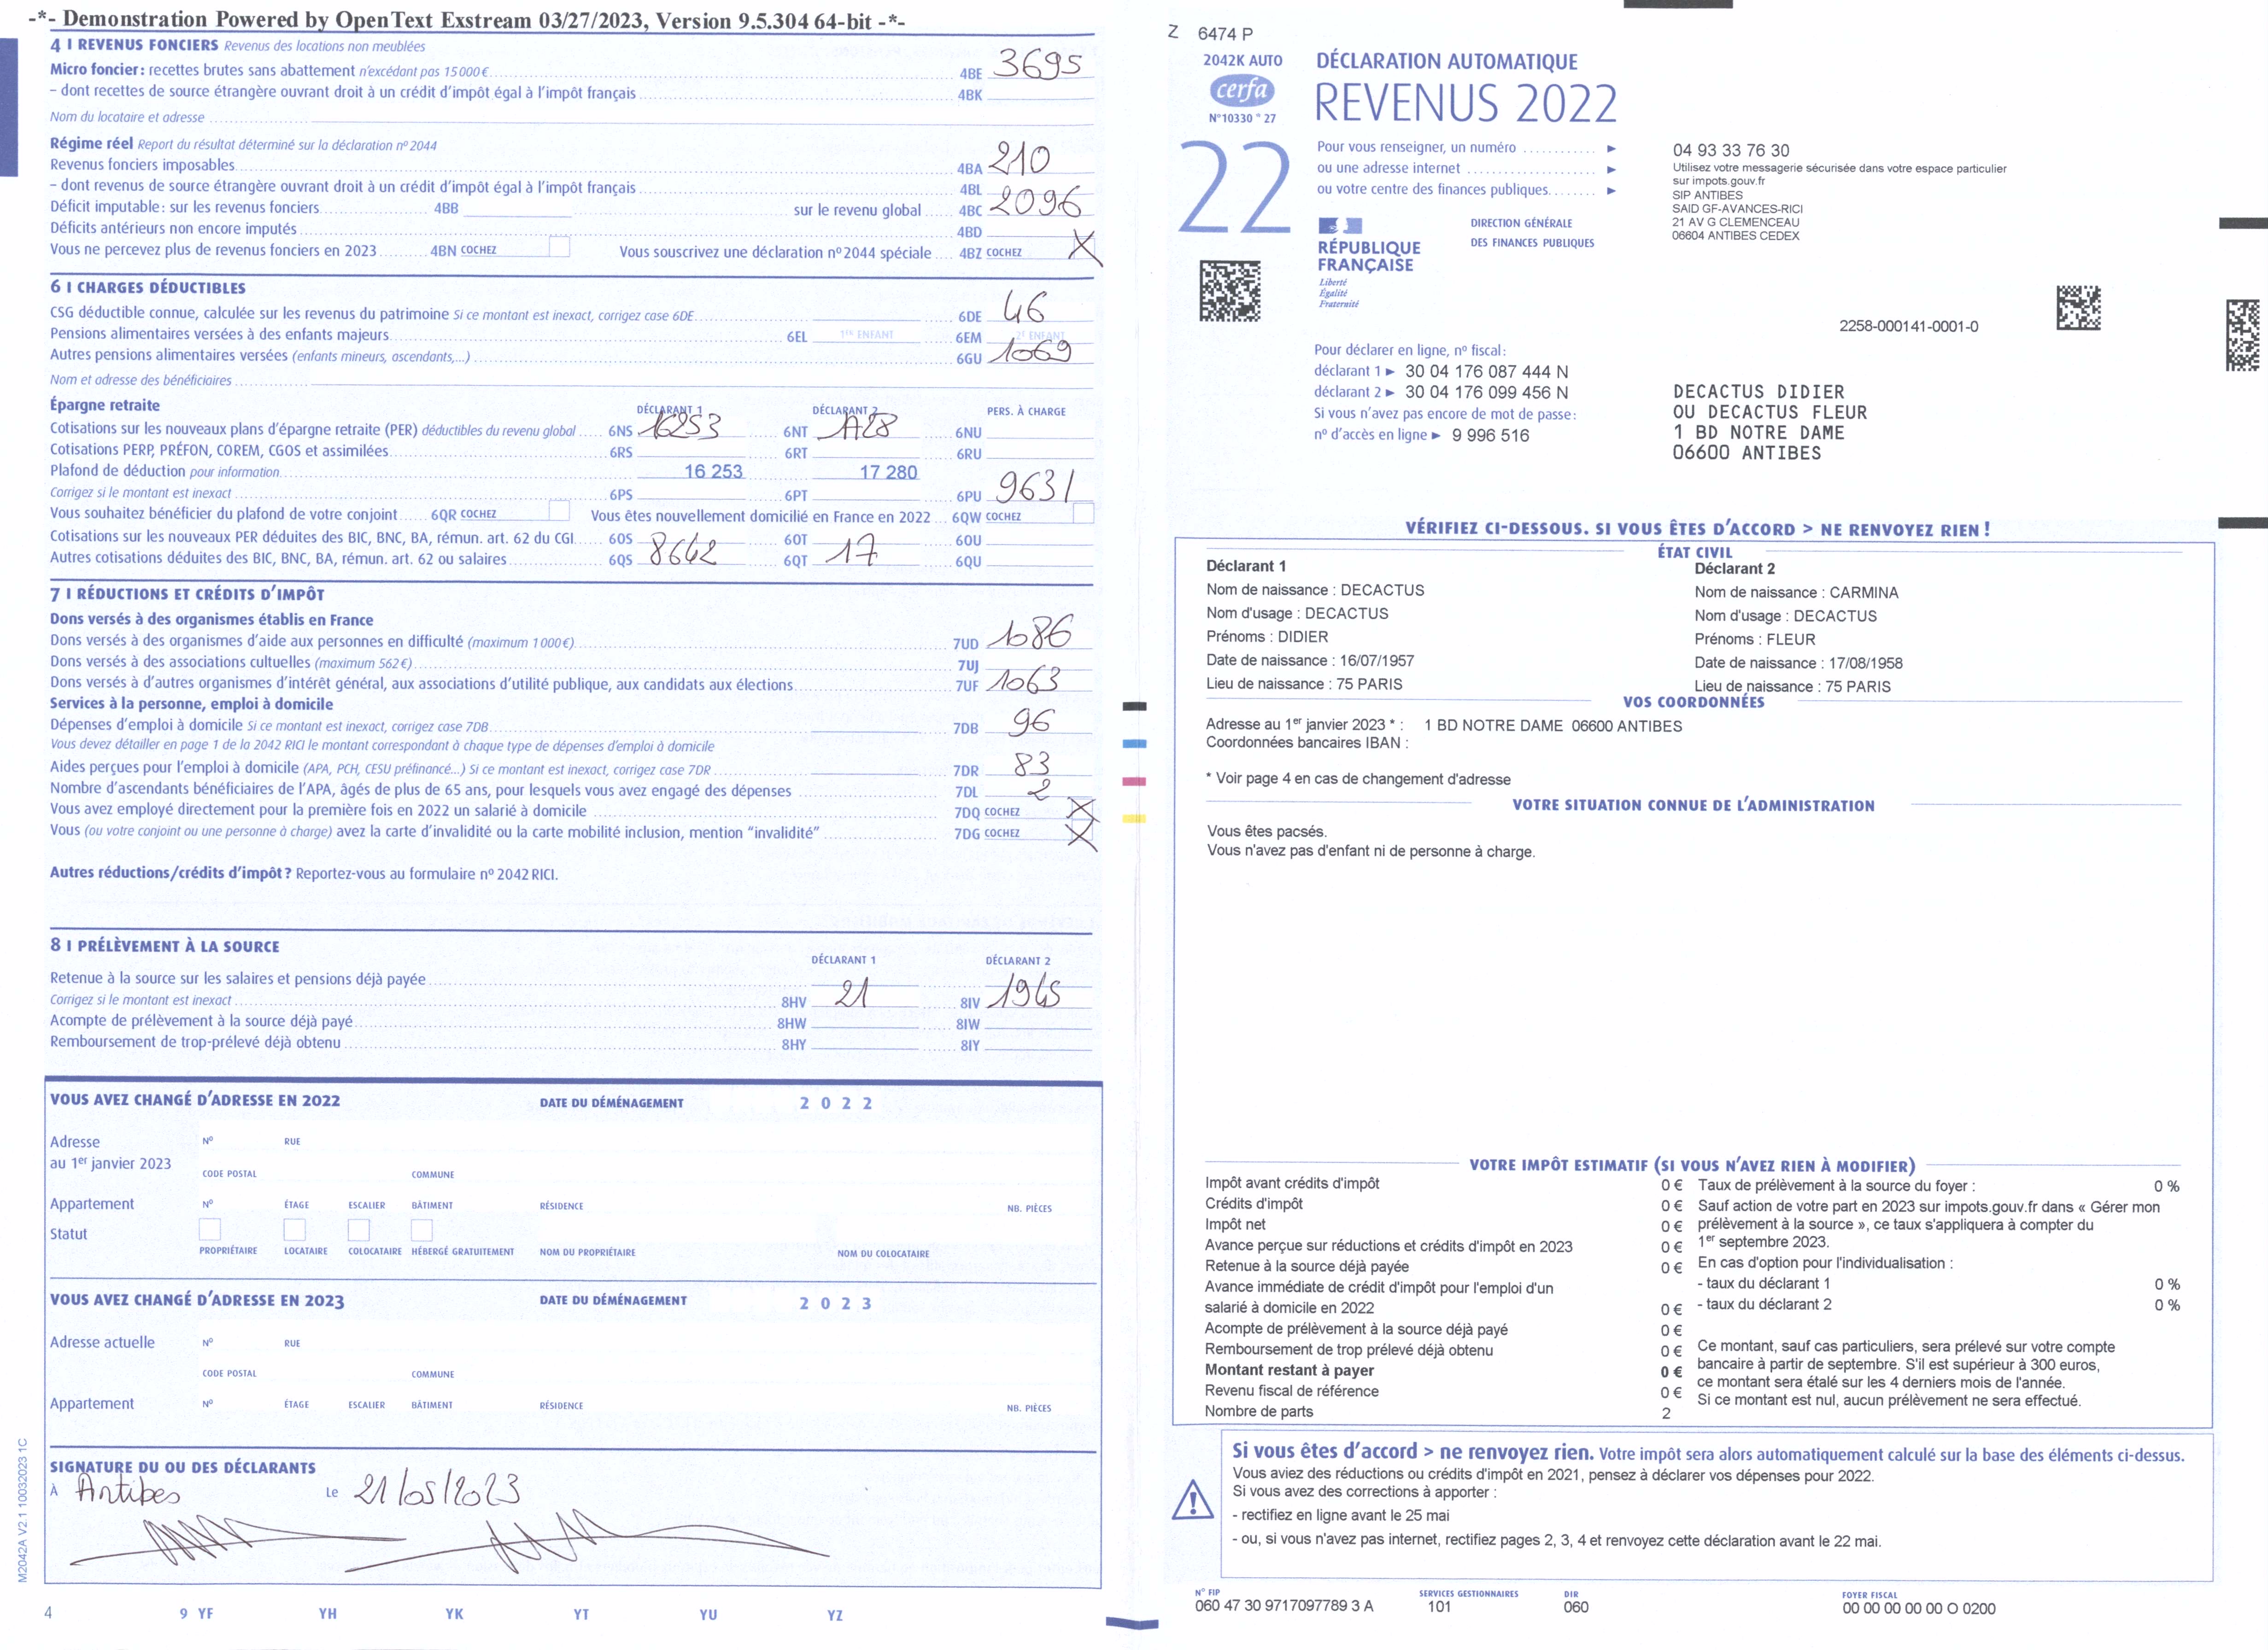 -*- Demonstration Powered by OpenText Exstream 03/27/2023, Version 9.5.304 64-bit -*-
4 I REVENUS FONCIERS Revenus des locations non meublées
Micro foncier : recettes brutes sans abattement n'excédant pas 15 000 € 4BE 3695
– dont recettes de source étrangère ouvrant droit à un crédit d'impôt égal à l'impôt français 4BK
Nom du locataire et adresse
Régime réel Report du résultat déterminé sur la déclaration nº 2044
Revenus fonciers imposables 4BA 210
– dont revenus de source étrangère ouvrant droit à un crédit d'impôt égal à l'impôt français 4BL
Déficit imputable : sur les revenus fonciers 4BB sur le revenu global 4BC 2096
Déficits antérieurs non encore imputés 4BD
Vous ne percevez plus de revenus fonciers en 2023 4BN COCHEZ Vous souscrivez une déclaration nº 2044 spéciale 4BZ COCHEZ X
6 I CHARGES DÉDUCTIBLES
CSG déductible connue, calculée sur les revenus du patrimoine Si ce montant est inexact, corrigez case 6DE 6DE 46
Pensions alimentaires versées à des enfants majeurs 6EL 1ER ENFANT 6EM 2E ENFANT
Autres pensions alimentaires versées (enfants mineurs, ascendants,...) 6GU 1069
Nom et adresse des bénéficiaires
Épargne retraite DÉCLARANT 1 DÉCLARANT 2 PERS. À CHARGE
Cotisations sur les nouveaux plans d'épargne retraite (PER) déductibles du revenu global 6NS 16253 6NT 6NU
Cotisations PERP, PRÉFON, COREM, CGOS et assimilées 6RS 6RT 6RU
Plafond de déduction pour information 16 253 17 280
Corrigez si le montant est inexact 6PS 6PT 6PU 9631
Vous souhaitez bénéficier du plafond de votre conjoint 6QR COCHEZ Vous êtes nouvellement domicilié en France en 2022 6QW COCHEZ
Cotisations sur les nouveaux PER déduites des BIC, BNC, BA, rémun. art. 62 du CGI 6OS 6OT 6OU
Autres cotisations déduites des BIC, BNC, BA, rémun. art. 62 ou salaires 6QS 8642 6QT 17 6QU
7 I RÉDUCTIONS ET CRÉDITS D'IMPÔT
Dons versés à des organismes établis en France
Dons versés à des organismes d'aide aux personnes en difficulté (maximum 1 000 €) 7UD 1086
Dons versés à des associations cultuelles (maximum 562 €) 7UJ
Dons versés à d'autres organismes d'intérêt général, aux associations d'utilité publique, aux candidats aux élections 7UF 1063
Services à la personne, emploi à domicile
Dépenses d'emploi à domicile Si ce montant est inexact, corrigez case 7DB 7DB 96
Vous devez détailler en page 1 de la 2042 RICI le montant correspondant à chaque type de dépenses d'emploi à domicile
Aides perçues pour l'emploi à domicile (APA, PCH, CESU préfinancé...) Si ce montant est inexact, corrigez case 7DR 7DR 83
Nombre d'ascendants bénéficiaires de l'APA, âgés de plus de 65 ans, pour lesquels vous avez engagé des dépenses 7DL 2
Vous avez employé directement pour la première fois en 2022 un salarié à domicile 7DQ COCHEZ X
Vous (ou votre conjoint ou une personne à charge) avez la carte d'invalidité ou la carte mobilité inclusion, mention "invalidité" 7DG COCHEZ X
Autres réductions/crédits d'impôt ? Reportez-vous au formulaire nº 2042 RICI.
8 I PRÉLÈVEMENT À LA SOURCE
DÉCLARANT 1 DÉCLARANT 2
Retenue à la source sur les salaires et pensions déjà payée
Corrigez si le montant est inexact 8HV 21 8IV 1945
Acompte de prélèvement à la source déjà payé 8HW 8IW
Remboursement de trop-prélevé déjà obtenu 8HY 8IY
VOUS AVEZ CHANGÉ D'ADRESSE EN 2022 DATE DU DÉMÉNAGEMENT 2 0 2 2
Adresse Nº RUE
au 1er janvier 2023
CODE POSTAL COMMUNE
Appartement Nº ÉTAGE ESCALIER BÂTIMENT RÉSIDENCE NB. PIÈCES
Statut
PROPRIÉTAIRE LOCATAIRE COLOCATAIRE HÉBERGÉ GRATUITEMENT NOM DU PROPRIÉTAIRE NOM DU COLOCATAIRE
VOUS AVEZ CHANGÉ D'ADRESSE EN 2023 DATE DU DÉMÉNAGEMENT 2 0 2 3
Adresse actuelle Nº RUE
CODE POSTAL COMMUNE
Appartement Nº ÉTAGE ESCALIER BÂTIMENT RÉSIDENCE NB. PIÈCES
SIGNATURE DU OU DES DÉCLARANTS
À Antibes Le 21/05/2023
M2042A V2.1 10032023 1C
4 9 YF YH YK YT YU YZ
Z 6474 P
2042K AUTO
cerfa
N° 10330 * 27
22
DÉCLARATION AUTOMATIQUE
REVENUS 2022
Pour vous renseigner, un numéro ► 04 93 33 76 30
ou une adresse internet ► Utilisez votre messagerie sécurisée dans votre espace particulier
sur impots.gouv.fr
ou votre centre des finances publiques ► SIP ANTIBES
SAID GF-AVANCES-RICI
21 AV G CLEMENCEAU
06604 ANTIBES CEDEX
RÉPUBLIQUE
FRANÇAISE
Liberté
Égalité
Fraternité
DIRECTION GÉNÉRALE
DES FINANCES PUBLIQUES
2258-000141-0001-0
Pour déclarer en ligne, nº fiscal :
déclarant 1 ► 30 04 176 087 444 N
déclarant 2 ► 30 04 176 099 456 N
Si vous n'avez pas encore de mot de passe :
nº d'accès en ligne ► 9 996 516
DECACTUS DIDIER
OU DECACTUS FLEUR
1 BD NOTRE DAME
06600 ANTIBES
VÉRIFIEZ CI-DESSOUS. SI VOUS ÊTES D'ACCORD > NE RENVOYEZ RIEN !
ÉTAT CIVIL
Déclarant 1
Nom de naissance : DECACTUS
Nom d'usage : DECACTUS
Prénoms : DIDIER
Date de naissance : 16/07/1957
Lieu de naissance : 75 PARIS
Déclarant 2
Nom de naissance : CARMINA
Nom d'usage : DECACTUS
Prénoms : FLEUR
Date de naissance : 17/08/1958
Lieu de naissance : 75 PARIS
VOS COORDONNÉES
Adresse au 1er janvier 2023 * : 1 BD NOTRE DAME 06600 ANTIBES
Coordonnées bancaires IBAN :
* Voir page 4 en cas de changement d'adresse
VOTRE SITUATION CONNUE DE L'ADMINISTRATION
Vous êtes pacsés.
Vous n'avez pas d'enfant ni de personne à charge.
VOTRE IMPÔT ESTIMATIF (SI VOUS N'AVEZ RIEN À MODIFIER)
Impôt avant crédits d'impôt 0 €
Crédits d'impôt 0 €
Impôt net 0 €
Avance perçue sur réductions et crédits d'impôt en 2023 0 €
Retenue à la source déjà payée 0 €
Avance immédiate de crédit d'impôt pour l'emploi d'un
salarié à domicile en 2022 0 €
Acompte de prélèvement à la source déjà payé 0 €
Remboursement de trop prélevé déjà obtenu 0 €
Montant restant à payer 0 €
Revenu fiscal de référence 0 €
Nombre de parts 2
Taux de prélèvement à la source du foyer : 0 %
Sauf action de votre part en 2023 sur impots.gouv.fr dans « Gérer mon
prélèvement à la source », ce taux s'appliquera à compter du
1er septembre 2023.
En cas d'option pour l'individualisation :
- taux du déclarant 1 0 %
- taux du déclarant 2 0 %
Ce montant, sauf cas particuliers, sera prélevé sur votre compte
bancaire à partir de septembre. S'il est supérieur à 300 euros,
ce montant sera étalé sur les 4 derniers mois de l'année.
Si ce montant est nul, aucun prélèvement ne sera effectué.
Si vous êtes d'accord > ne renvoyez rien. Votre impôt sera alors automatiquement calculé sur la base des éléments ci-dessus.
Vous aviez des réductions ou crédits d'impôt en 2021, pensez à déclarer vos dépenses pour 2022.
Si vous avez des corrections à apporter :
- rectifiez en ligne avant le 25 mai
- ou, si vous n'avez pas internet, rectifiez pages 2, 3, 4 et renvoyez cette déclaration avant le 22 mai.
N° FIP SERVICES GESTIONNAIRES DIR FOYER FISCAL
060 47 30 9717097789 3 A 101 060 00 00 00 00 00 O 0200